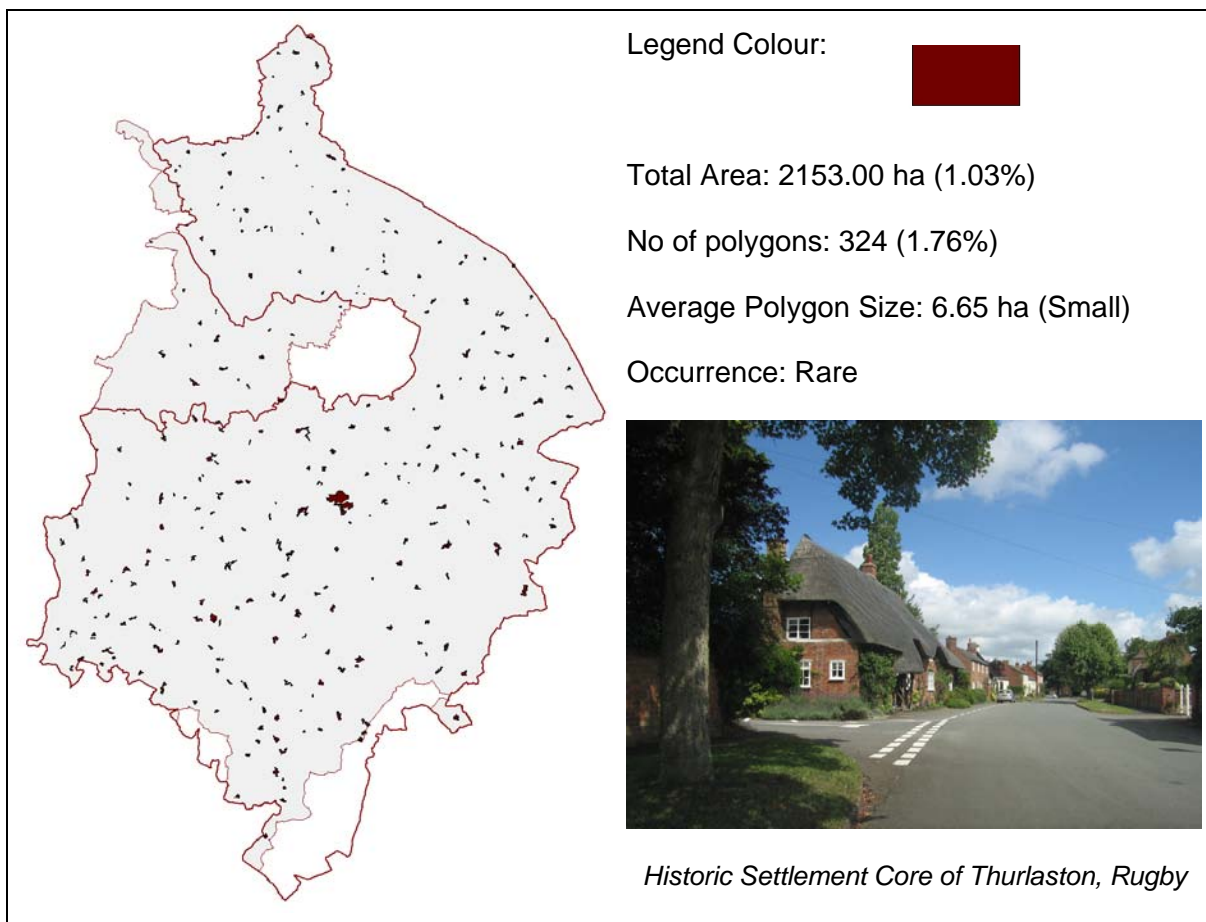 Legend Colour:
Total Area: 2153.00 ha (1.03%)
No of polygons: 324 (1.76%)
Average Polygon Size: 6.65 ha (Small)
Occurrence: Rare
Historic Settlement Core of Thurlaston, Rugby